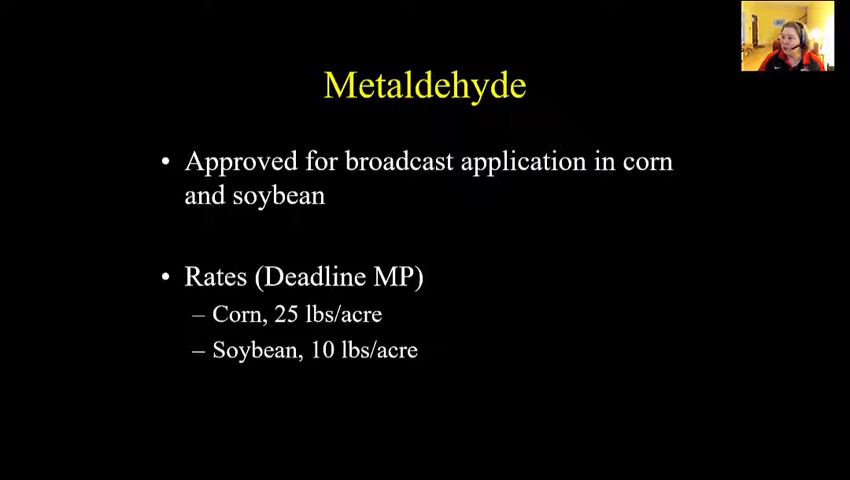 Metaldehyde
• Approved for broadcast application in corn
and soybean
• Rates (Deadline MP)
– Corn, 25 lbs/acre
– Soybean, 10 lbs/acre